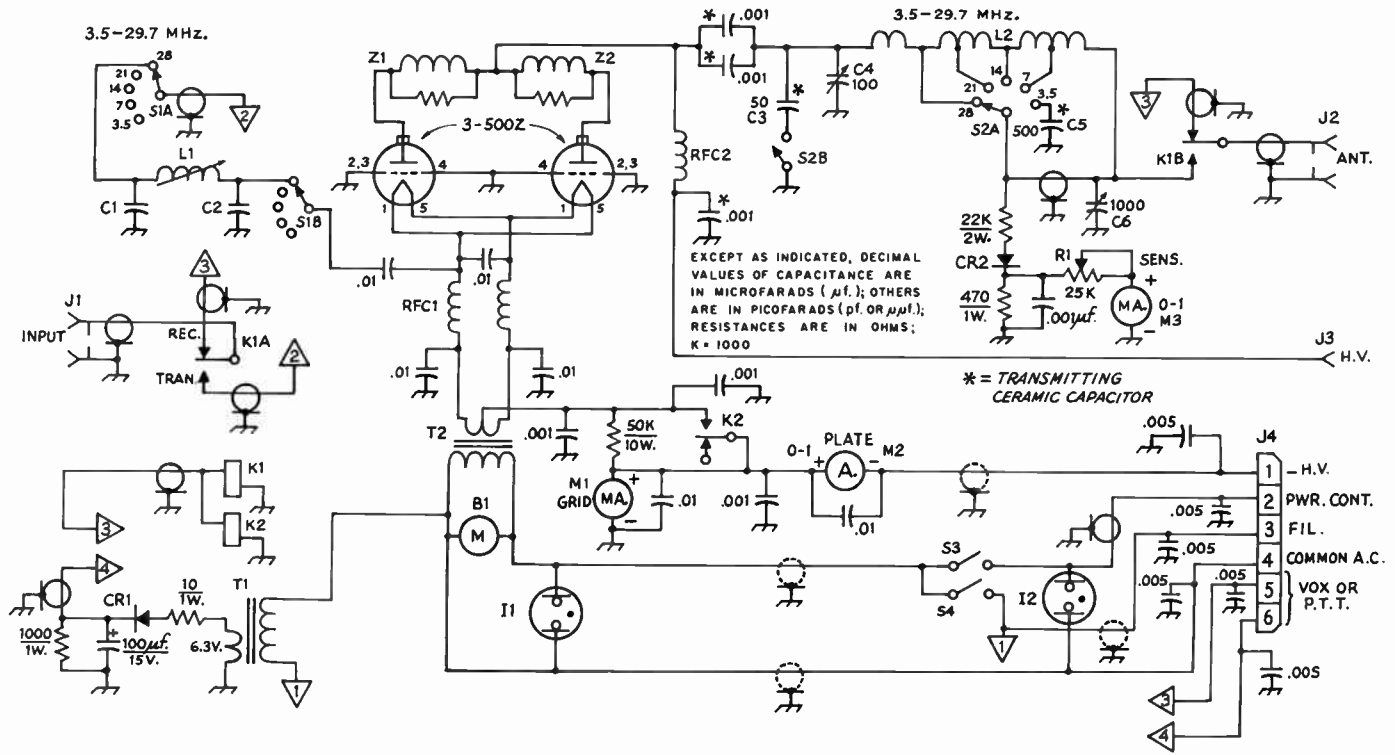 3.5-29.7 MHz.
28
21
14
7
3.5
S1A
2
L1
C1
C2
S1B
Z1
Z2
3-500Z
2,3
4
4
2,3
1
5
1
5
.01
.01
RFC1
.01
.01
*
.001
*
.001
RFC2
*
.001
50
C3
*
S2B
C4
100
3.5-29.7 MHz.
L2
14
21
7
28
3.5
S2A
500
*
C5
3
K1B
J2
ANT.
1000
C6
22K
2W.
CR2
R1
SENS.
25K
470
1W.
.001µf.
+
MA.
0-1
M3
-
EXCEPT AS INDICATED, DECIMAL
VALUES OF CAPACITANCE ARE
IN MICROFARADS (µf.); OTHERS
ARE IN PICOFARADS (pf. OR µµf.);
RESISTANCES ARE IN OHMS;
K = 1000
J3
H.V.
* = TRANSMITTING
CERAMIC CAPACITOR
J1
INPUT
3
REC.
K1A
TRAN.
2
T2
.001
.001
50K
10W.
K2
M1
GRID
MA.
+
-
.01
.001
PLATE
0-1
+
A.
-
M2
.01
.005
J4
1
-H.V.
2
PWR. CONT.
3
FIL.
4
COMMON A.C.
5
6
VOX OR
P.T.T.
.005
.005
.005
.005
.005
K1
K2
3
4
B1
M
CR1
10
1W.
T1
6.3V.
1000
1W.
+
100µf.
15V.
1
I1
S3
S4
I2
1
3
4